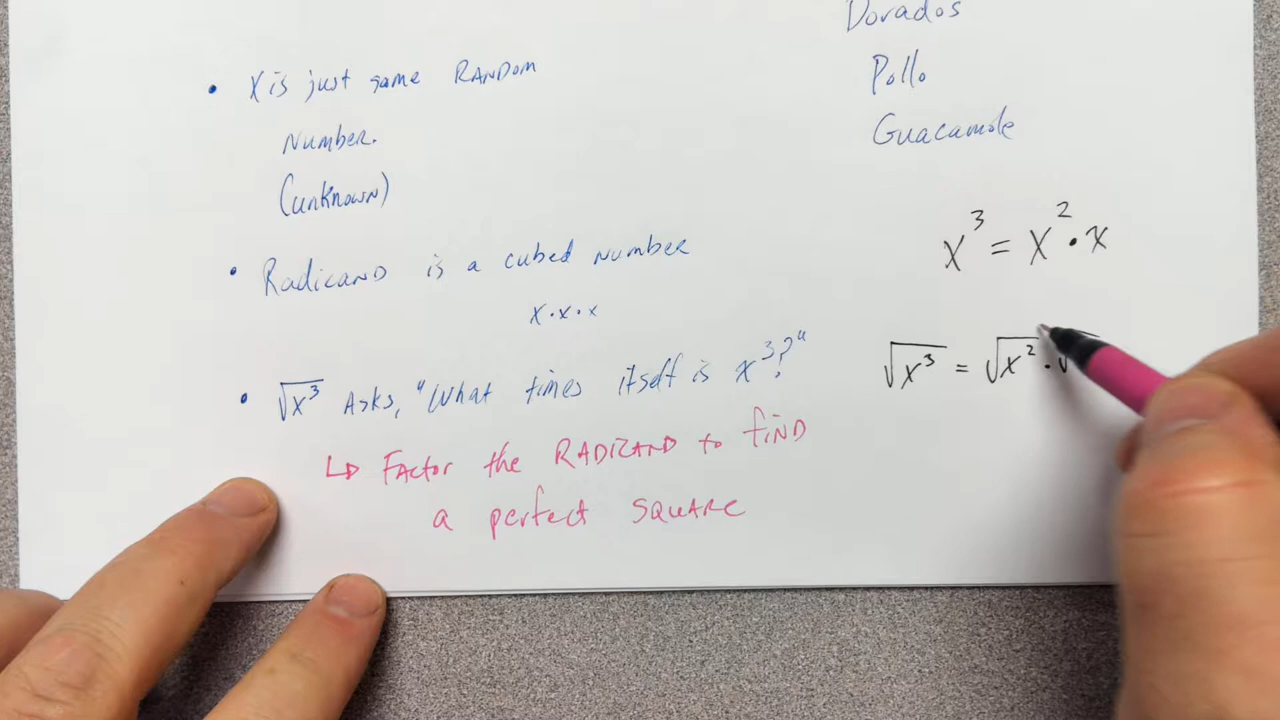 • X is just some RANDOM
Number.
(unknown)
• Radicand is a cubed number
x·x·x
• √x³ Asks, "What times itself is x³?"
↳ Factor the RADICAND to find
a perfect square
Dorados
Pollo
Guacamole
x³ = x² · x
√x³ = √x² · √